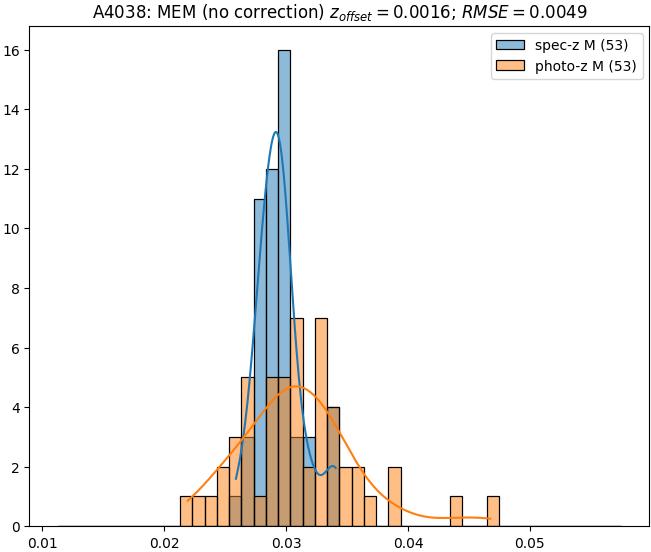 A4038: MEM (no correction) z_offset = 0.0016; RMSE = 0.0049
spec-z M (53)
photo-z M (53)
16
14
12
10
8
6
4
2
0
0.01 0.02 0.03 0.04 0.05